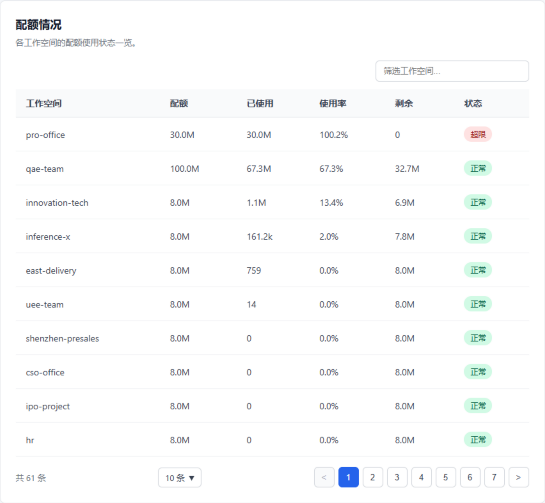 配额情况
各工作空间的配额使用状态一览。
筛选工作空间...
工作空间 配额 已使用 使用率 剩余 状态
pro-office 30.0M 30.0M 100.2% 0 超限
qae-team 100.0M 67.3M 67.3% 32.7M 正常
innovation-tech 8.0M 1.1M 13.4% 6.9M 正常
inference-x 8.0M 161.2k 2.0% 7.8M 正常
east-delivery 8.0M 759 0.0% 8.0M 正常
uee-team 8.0M 14 0.0% 8.0M 正常
shenzhen-presales 8.0M 0 0.0% 8.0M 正常
cso-office 8.0M 0 0.0% 8.0M 正常
ipo-project 8.0M 0 0.0% 8.0M 正常
hr 8.0M 0 0.0% 8.0M 正常
共 61 条 10 条 ▼ < 1 2 3 4 5 6 7 >